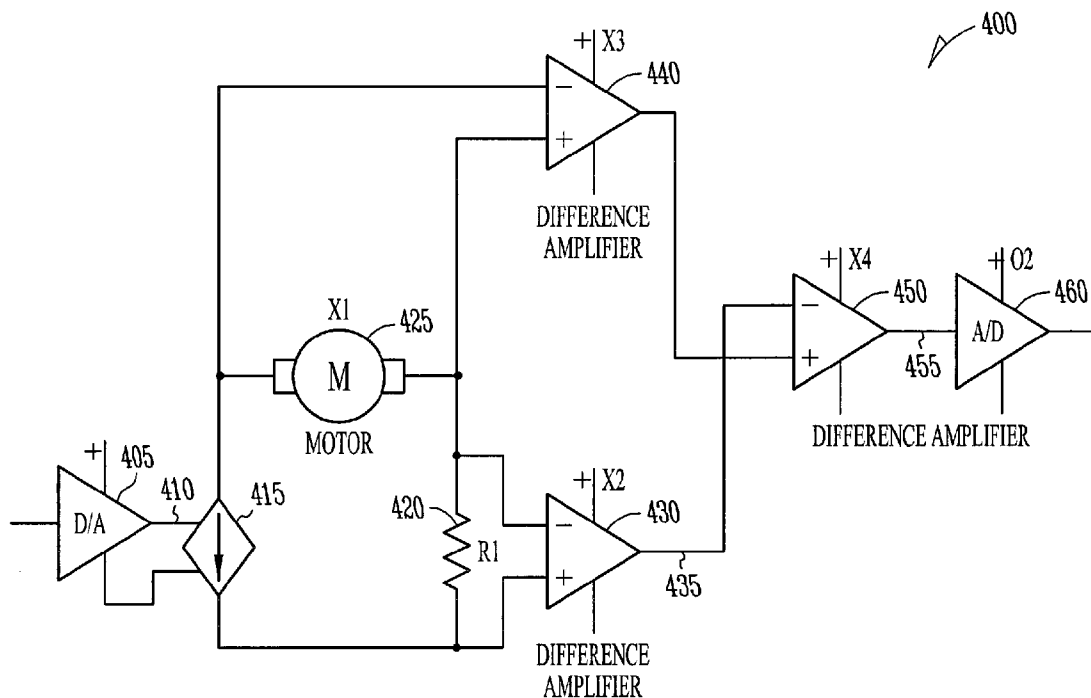 400
+ X3
440
−
+
DIFFERENCE
AMPLIFIER
+ X4
450
+ O2
460
X1
425
M
MOTOR
−
+
A/D
455
DIFFERENCE AMPLIFIER
+
405
410
415
D/A
420
R1
+ X2
430
−
+
435
DIFFERENCE
AMPLIFIER